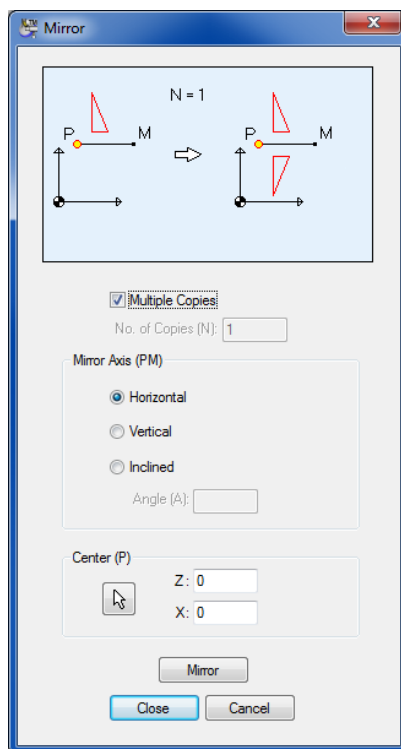 Mirror
N = 1
P M P M
Multiple Copies
No. of Copies (N): 1
Mirror Axis (PM)
Horizontal
Vertical
Inclined
Angle (A):
Center (P)
Z: 0
X: 0
Mirror
Close Cancel